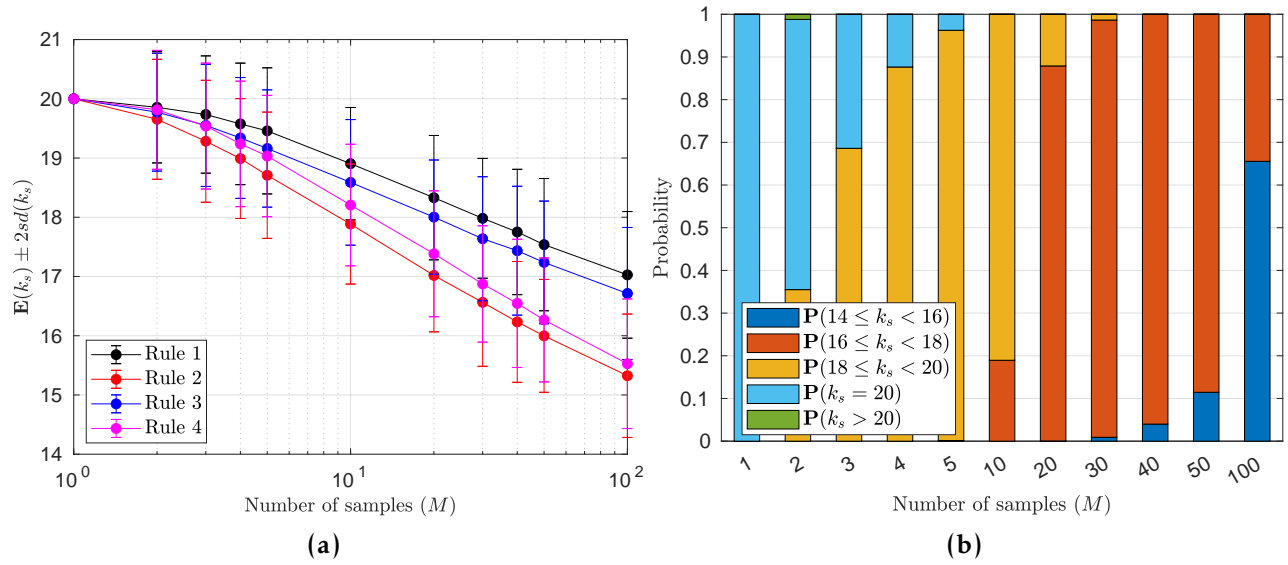 21
20
19
18
17
16
15
14
E(k_s) ± 2sd(k_s)
Rule 1
Rule 2
Rule 3
Rule 4
10^0 10^1 10^2
Number of samples (M)
(a)
1
0.9
0.8
0.7
0.6
0.5
0.4
0.3
0.2
0.1
0
Probability
P(14 ≤ k_s < 16)
P(16 ≤ k_s < 18)
P(18 ≤ k_s < 20)
P(k_s = 20)
P(k_s > 20)
1 2 3 4 5 10 20 30 40 50 100
Number of samples (M)
(b)